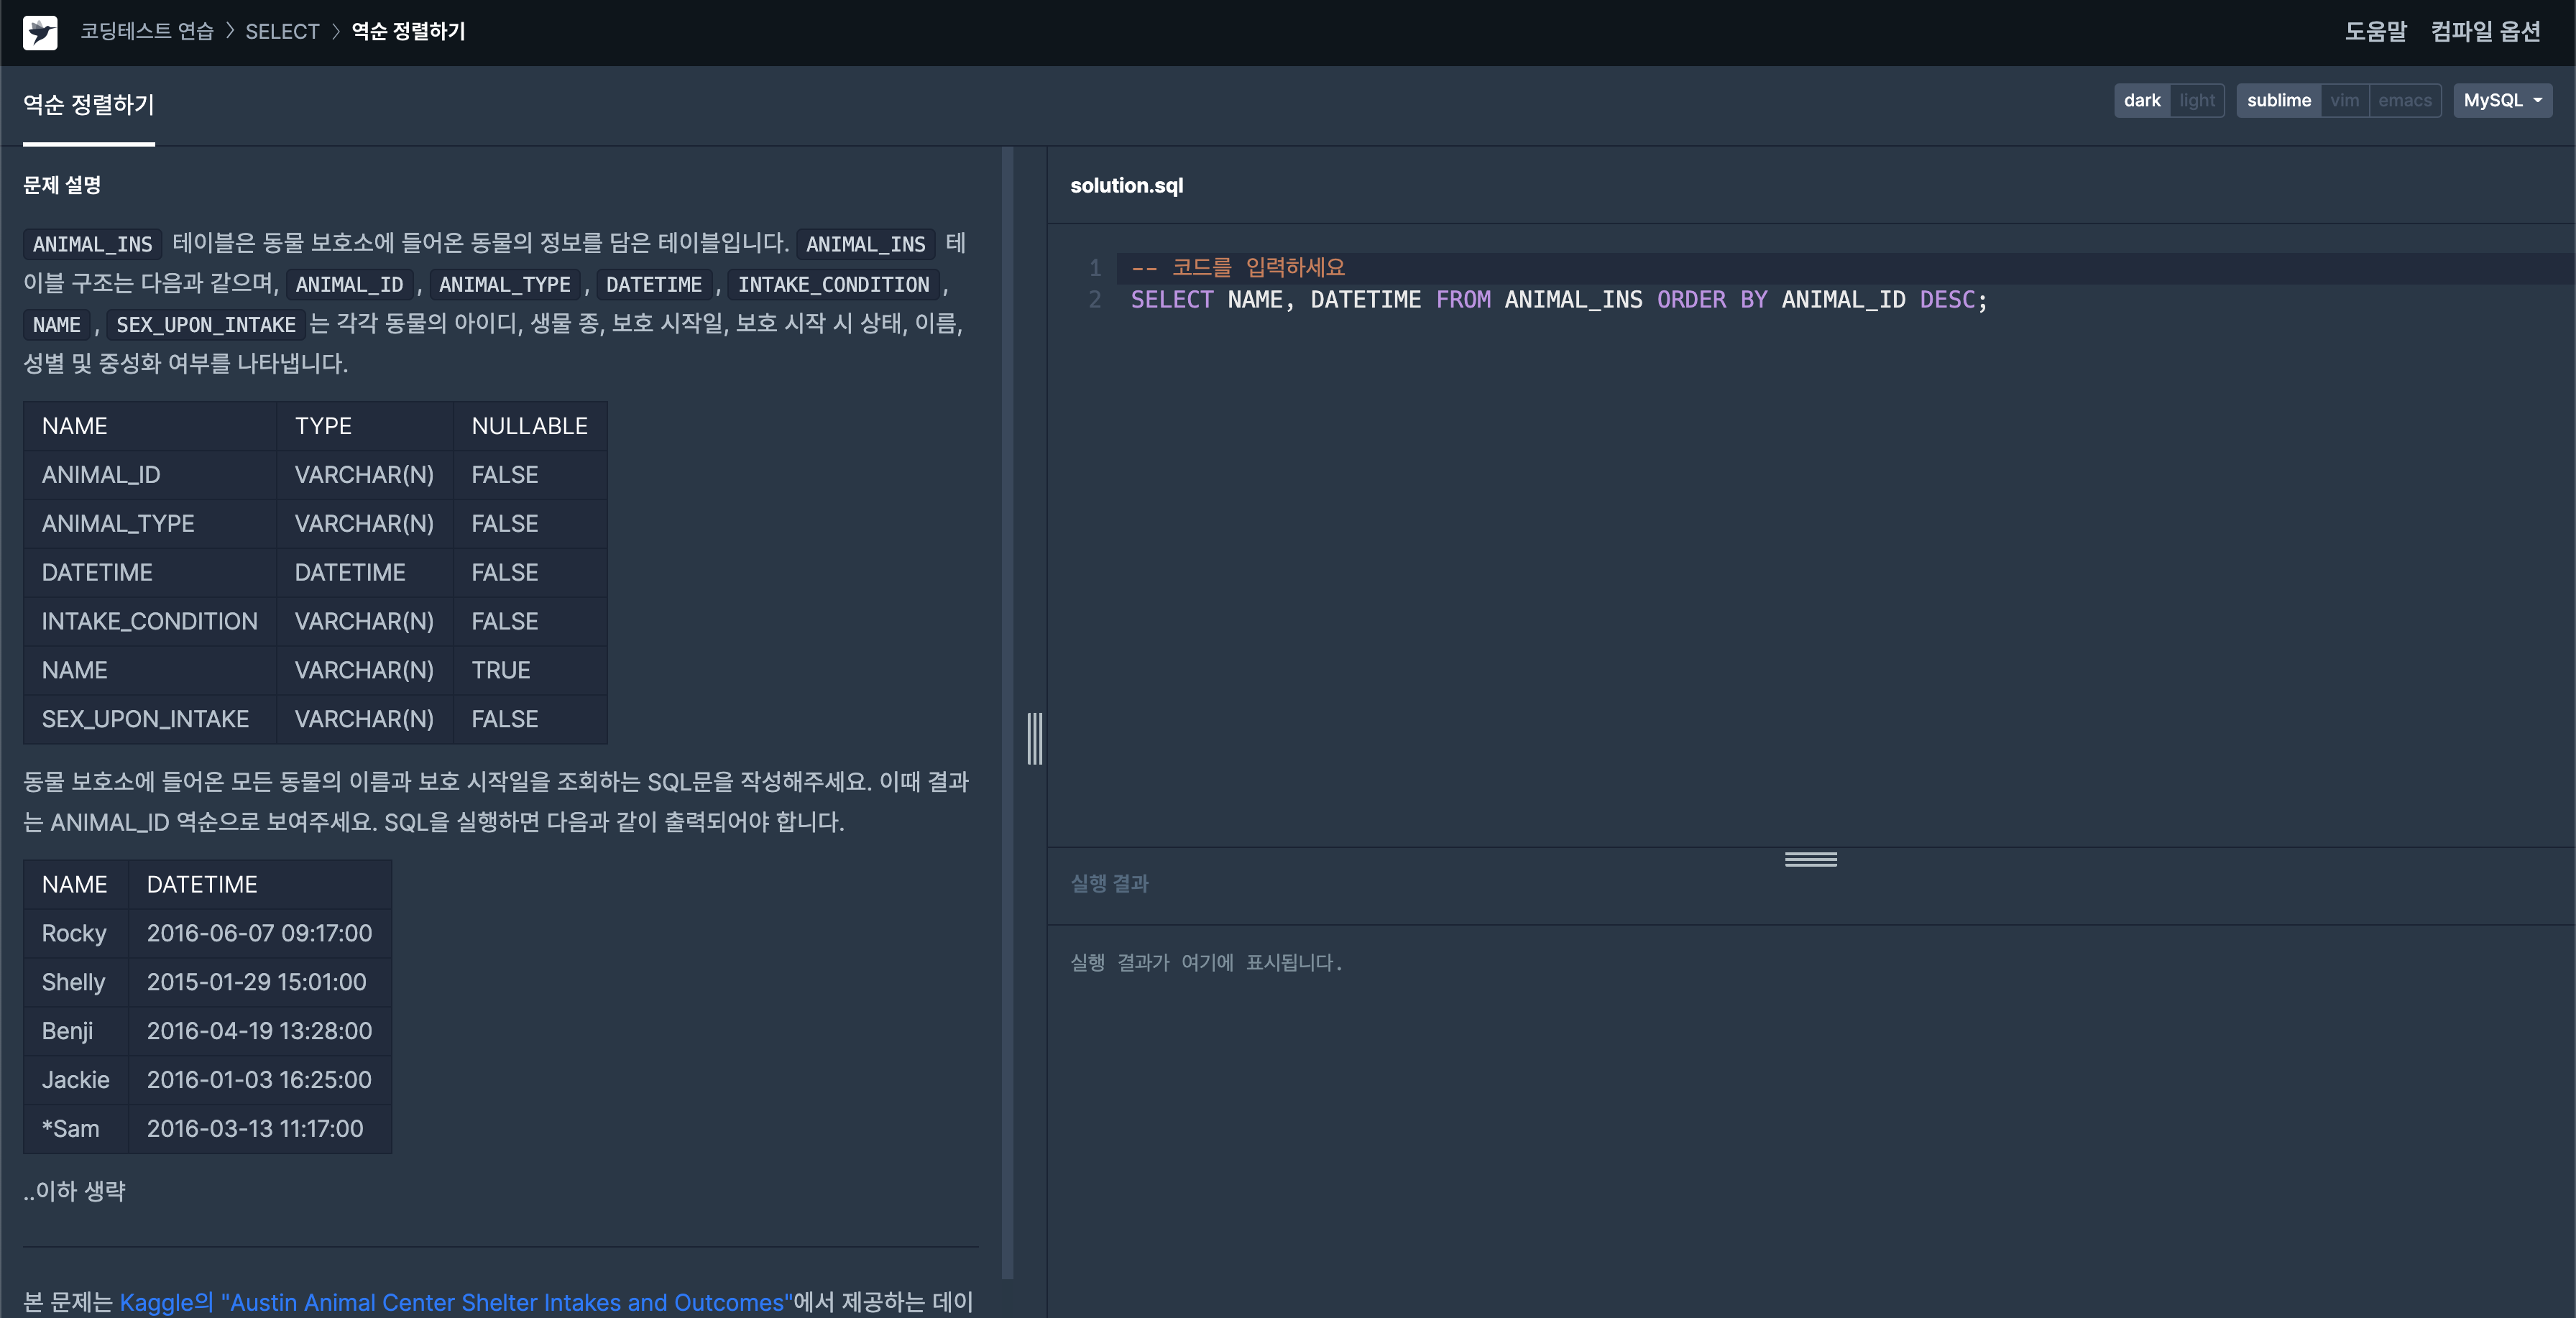 코딩테스트 연습 > SELECT > 역순 정렬하기
도움말 컴파일 옵션
역순 정렬하기
dark light sublime vim emacs MySQL
문제 설명
ANIMAL_INS 테이블은 동물 보호소에 들어온 동물의 정보를 담은 테이블입니다. ANIMAL_INS 테
이블 구조는 다음과 같으며, ANIMAL_ID, ANIMAL_TYPE, DATETIME, INTAKE_CONDITION,
NAME, SEX_UPON_INTAKE는 각각 동물의 아이디, 생물 종, 보호 시작일, 보호 시작 시 상태, 이름,
성별 및 중성화 여부를 나타냅니다.
NAME TYPE NULLABLE
ANIMAL_ID VARCHAR(N) FALSE
ANIMAL_TYPE VARCHAR(N) FALSE
DATETIME DATETIME FALSE
INTAKE_CONDITION VARCHAR(N) FALSE
NAME VARCHAR(N) TRUE
SEX_UPON_INTAKE VARCHAR(N) FALSE
동물 보호소에 들어온 모든 동물의 이름과 보호 시작일을 조회하는 SQL문을 작성해주세요. 이때 결과
는 ANIMAL_ID 역순으로 보여주세요. SQL을 실행하면 다음과 같이 출력되어야 합니다.
NAME DATETIME
Rocky 2016-06-07 09:17:00
Shelly 2015-01-29 15:01:00
Benji 2016-04-19 13:28:00
Jackie 2016-01-03 16:25:00
*Sam 2016-03-13 11:17:00
..이하 생략
본 문제는 Kaggle의 "Austin Animal Center Shelter Intakes and Outcomes"에서 제공하는 데이
solution.sql
1 -- 코드를 입력하세요
2 SELECT NAME, DATETIME FROM ANIMAL_INS ORDER BY ANIMAL_ID DESC;
실행 결과
실행 결과가 여기에 표시됩니다.